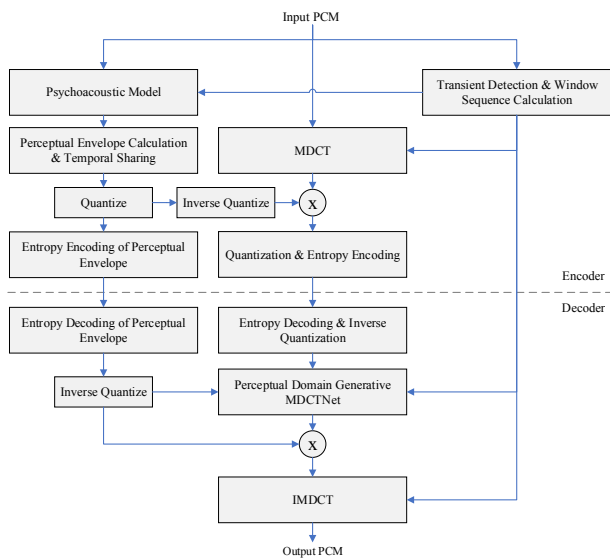 Input PCM
Psychoacoustic Model
Transient Detection & Window
Sequence Calculation
Perceptual Envelope Calculation
& Temporal Sharing
MDCT
Quantize
Inverse Quantize
X
Entropy Encoding of Perceptual
Envelope
Quantization & Entropy Encoding
Encoder
Decoder
Entropy Decoding of Perceptual
Envelope
Entropy Decoding & Inverse
Quantization
Inverse Quantize
Perceptual Domain Generative
MDCTNet
X
IMDCT
Output PCM